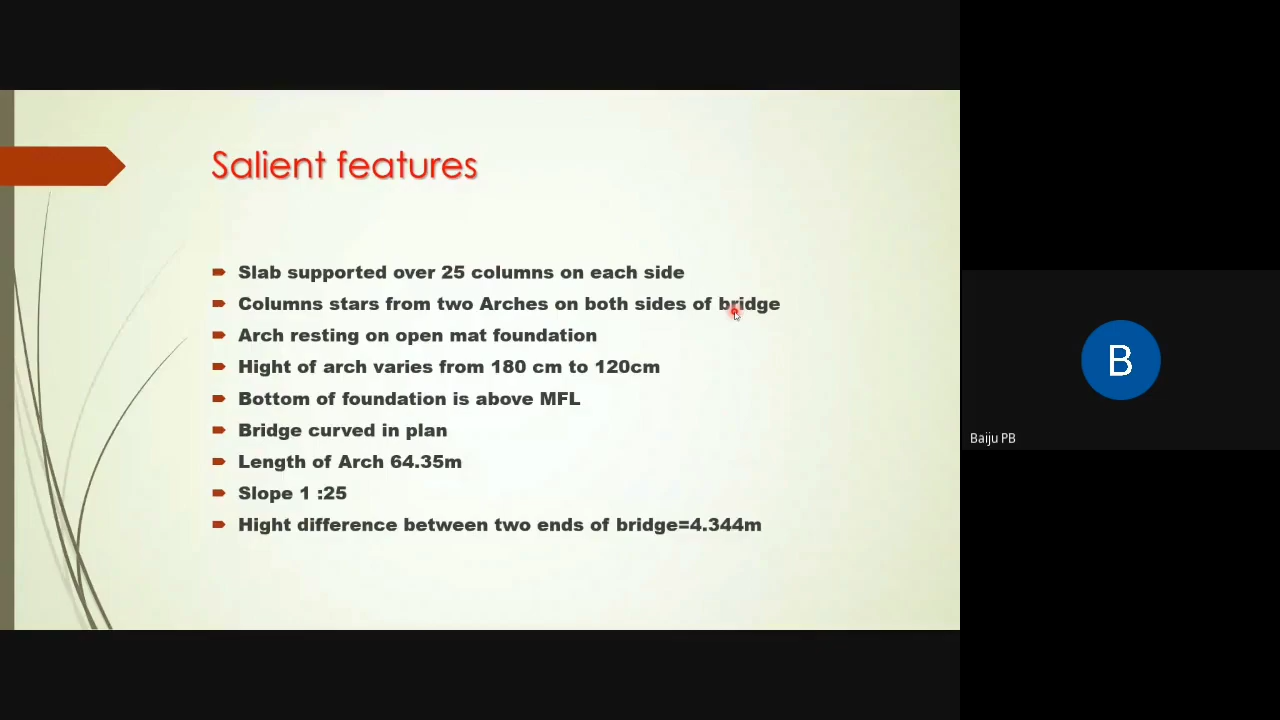 Salient features
Slab supported over 25 columns on each side
Columns stars from two Arches on both sides of bridge
Arch resting on open mat foundation
Hight of arch varies from 180 cm to 120cm
Bottom of foundation is above MFL
Bridge curved in plan
Length of Arch 64.35m
Slope 1 :25
Hight difference between two ends of bridge=4.344m
B
Baiju PB